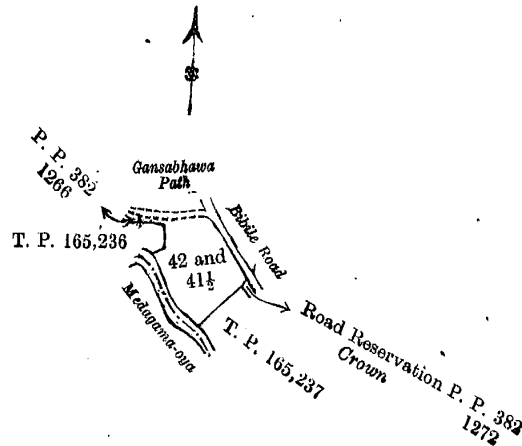 P. P. 382
1266
Gansabhawa
Path
Bibile Road
T. P. 165,236
42 and
41½
Medagama-oya
T. P. 165,237
Road Reservation P. P. 382
Crown
1272